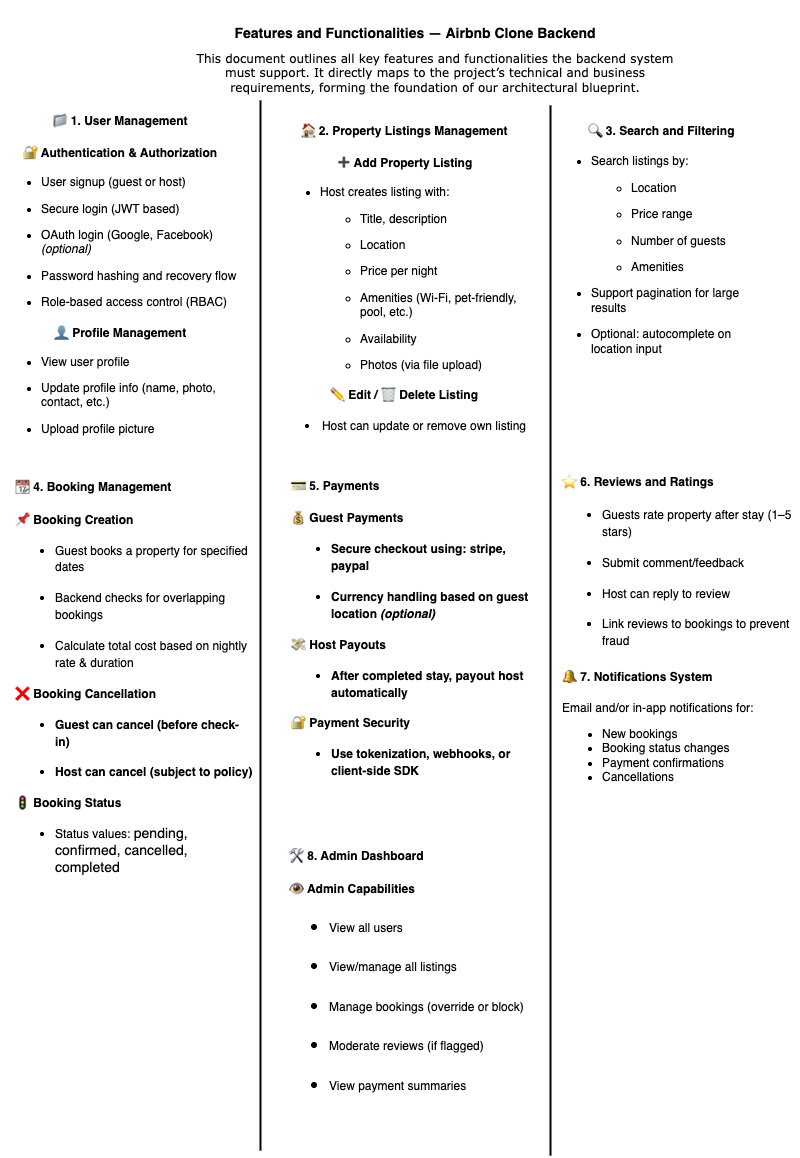 Features and Functionalities — Airbnb Clone Backend
This document outlines all key features and functionalities the backend system
must support. It directly maps to the project’s technical and business
requirements, forming the foundation of our architectural blueprint.
📁 1. User Management
🔐 Authentication & Authorization
• User signup (guest or host)
• Secure login (JWT based)
• OAuth login (Google, Facebook)
(optional)
• Password hashing and recovery flow
• Role-based access control (RBAC)
👤 Profile Management
• View user profile
• Update profile info (name, photo,
contact, etc.)
• Upload profile picture
🏠 2. Property Listings Management
➕ Add Property Listing
• Host creates listing with:
○ Title, description
○ Location
○ Price per night
○ Amenities (Wi-Fi, pet-friendly,
pool, etc.)
○ Availability
○ Photos (via file upload)
✏️ Edit / 🗑️ Delete Listing
• Host can update or remove own listing
🔍 3. Search and Filtering
• Search listings by:
○ Location
○ Price range
○ Number of guests
○ Amenities
• Support pagination for large
results
• Optional: autocomplete on
location input
📆 4. Booking Management
📌 Booking Creation
• Guest books a property for specified
dates
• Backend checks for overlapping
bookings
• Calculate total cost based on nightly
rate & duration
❌ Booking Cancellation
• Guest can cancel (before check-
in)
• Host can cancel (subject to policy)
🚦 Booking Status
• Status values: pending,
confirmed, cancelled,
completed
💳 5. Payments
💰 Guest Payments
• Secure checkout using: stripe,
paypal
• Currency handling based on guest
location (optional)
💸 Host Payouts
• After completed stay, payout host
automatically
🔐 Payment Security
• Use tokenization, webhooks, or
client-side SDK
⭐ 6. Reviews and Ratings
• Guests rate property after stay (1–5
stars)
• Submit comment/feedback
• Host can reply to review
• Link reviews to bookings to prevent
fraud
🔔 7. Notifications System
Email and/or in-app notifications for:
• New bookings
• Booking status changes
• Payment confirmations
• Cancellations
🛠️ 8. Admin Dashboard
👁️ Admin Capabilities
• View all users
• View/manage all listings
• Manage bookings (override or block)
• Moderate reviews (if flagged)
• View payment summaries